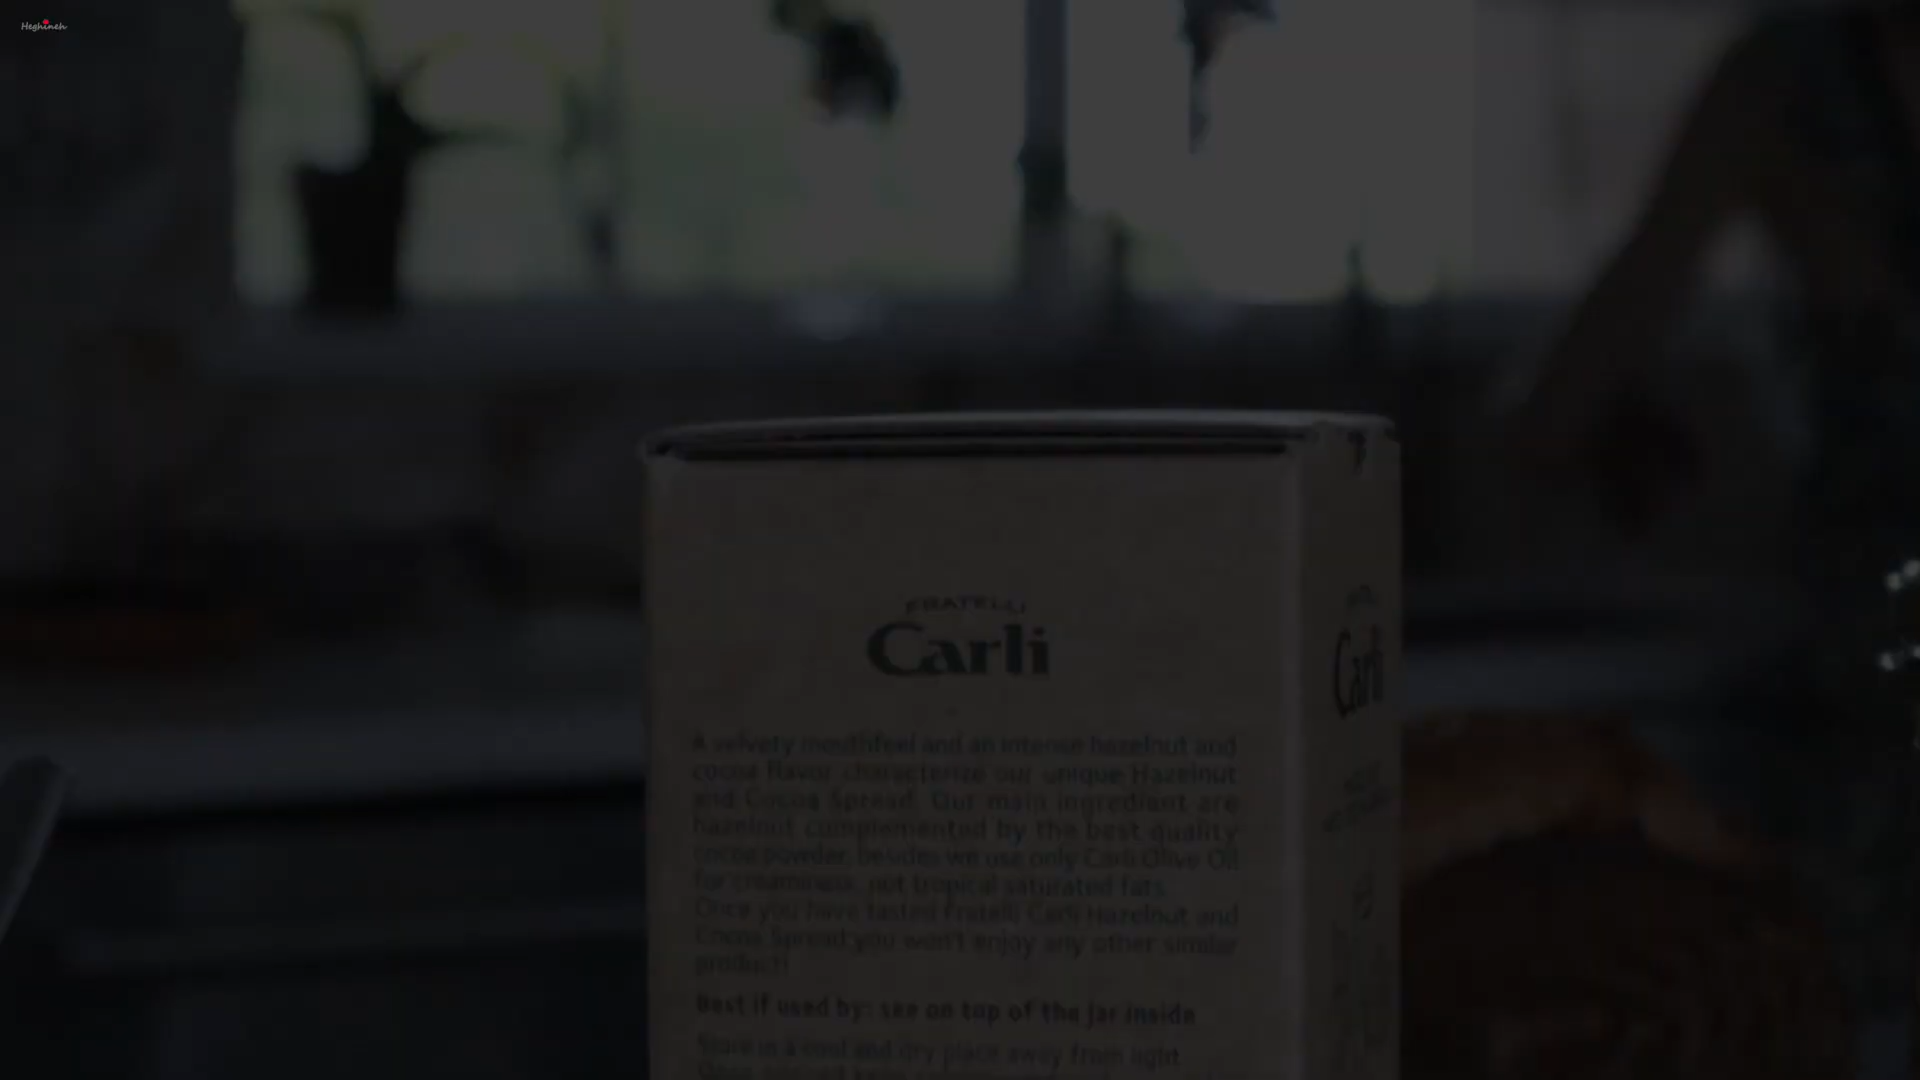 Heghineh
FRATELLI
Carli
A velvety mouthfeel and an intense hazelnut and
cocoa flavor characterize our unique Hazelnut
and Cocoa Spread. Our main ingredient are
hazelnut complemented by the best quality
cocoa powder, besides we use only Carli Olive Oil
for creaminess, not tropical saturated fats.
Once you have tasted Fratelli Carli Hazelnut and
Cocoa Spread you won't enjoy any other similar
product!
Best if used by: see on top of the jar inside
Store in a cool and dry place away from light
Carli